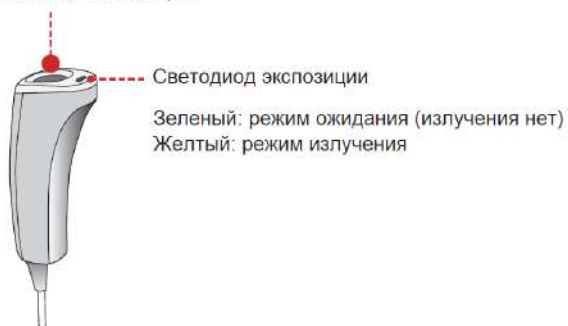 Светодиод экспозиции
Зеленый: режим ожидания (излучения нет)
Желтый: режим излучения